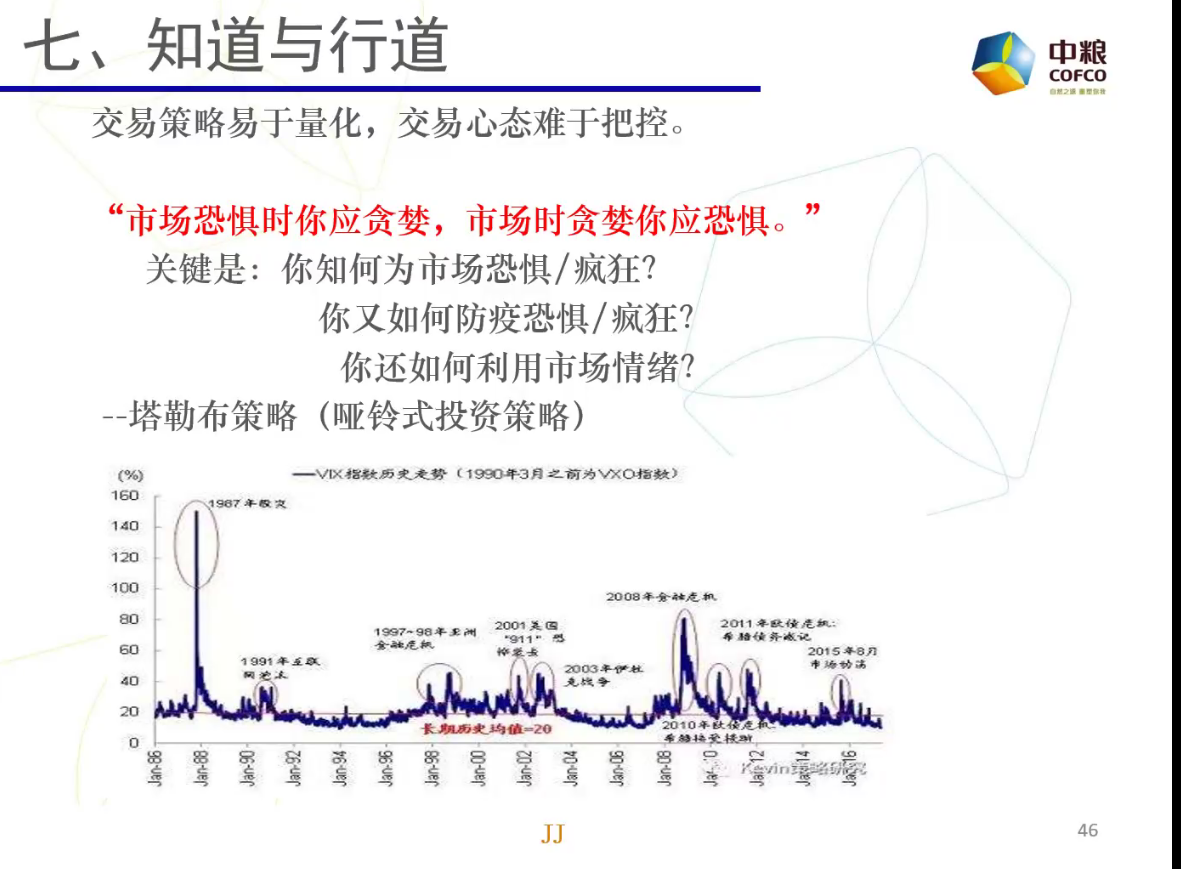 七、知道与行道
中粮
COFCO
自然之源 重塑你我
交易策略易于量化，交易心态难于把控。
“市场恐惧时你应贪婪，市场时贪婪你应恐惧。”
关键是：你知何为市场恐惧/疯狂？
你又如何防疫恐惧/疯狂？
你还如何利用市场情绪？
--塔勒布策略（哑铃式投资策略）
(%)
VIX指数历史走势（1990年3月之前为VXO指数）
160
140
120
100
80
60
40
20
0
1987年股灾
1991年互联
网泡沫
1997~98年亚洲
金融危机
2001美国
"911" 恐
怖袭击
2003年伊拉
克战争
2008年金融危机
2010年欧债危机:
希腊接受援助
2011年欧债危机:
希腊债务减记
2015年8月
市场动荡
长期历史均值=20
Jan-86
Jan-88
Jan-90
Jan-92
Jan-94
Jan-96
Jan-98
Jan-00
Jan-02
Jan-04
Jan-06
Jan-08
Jan-10
Jan-12
Jan-14
Jan-16
Kevin策略研究
JJ
46